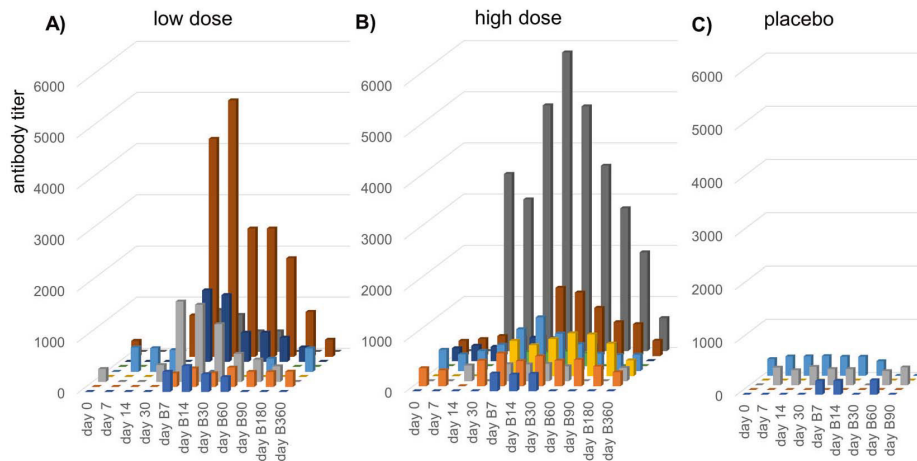 A) low dose
B) high dose
C) placebo
antibody titer
6000
5000
4000
3000
2000
1000
0
day 0
day 7
day 14
day 30
day B7
day B14
day B30
day B60
day B90
day B180
day B360
6000
5000
4000
3000
2000
1000
0
day 0
day 7
day 14
day 30
day B7
day B14
day B30
day B60
day B90
day B180
day B360
6000
5000
4000
3000
2000
1000
0
day 0
day 7
day 14
day 30
day B7
day B14
day B30
day B60
day B90